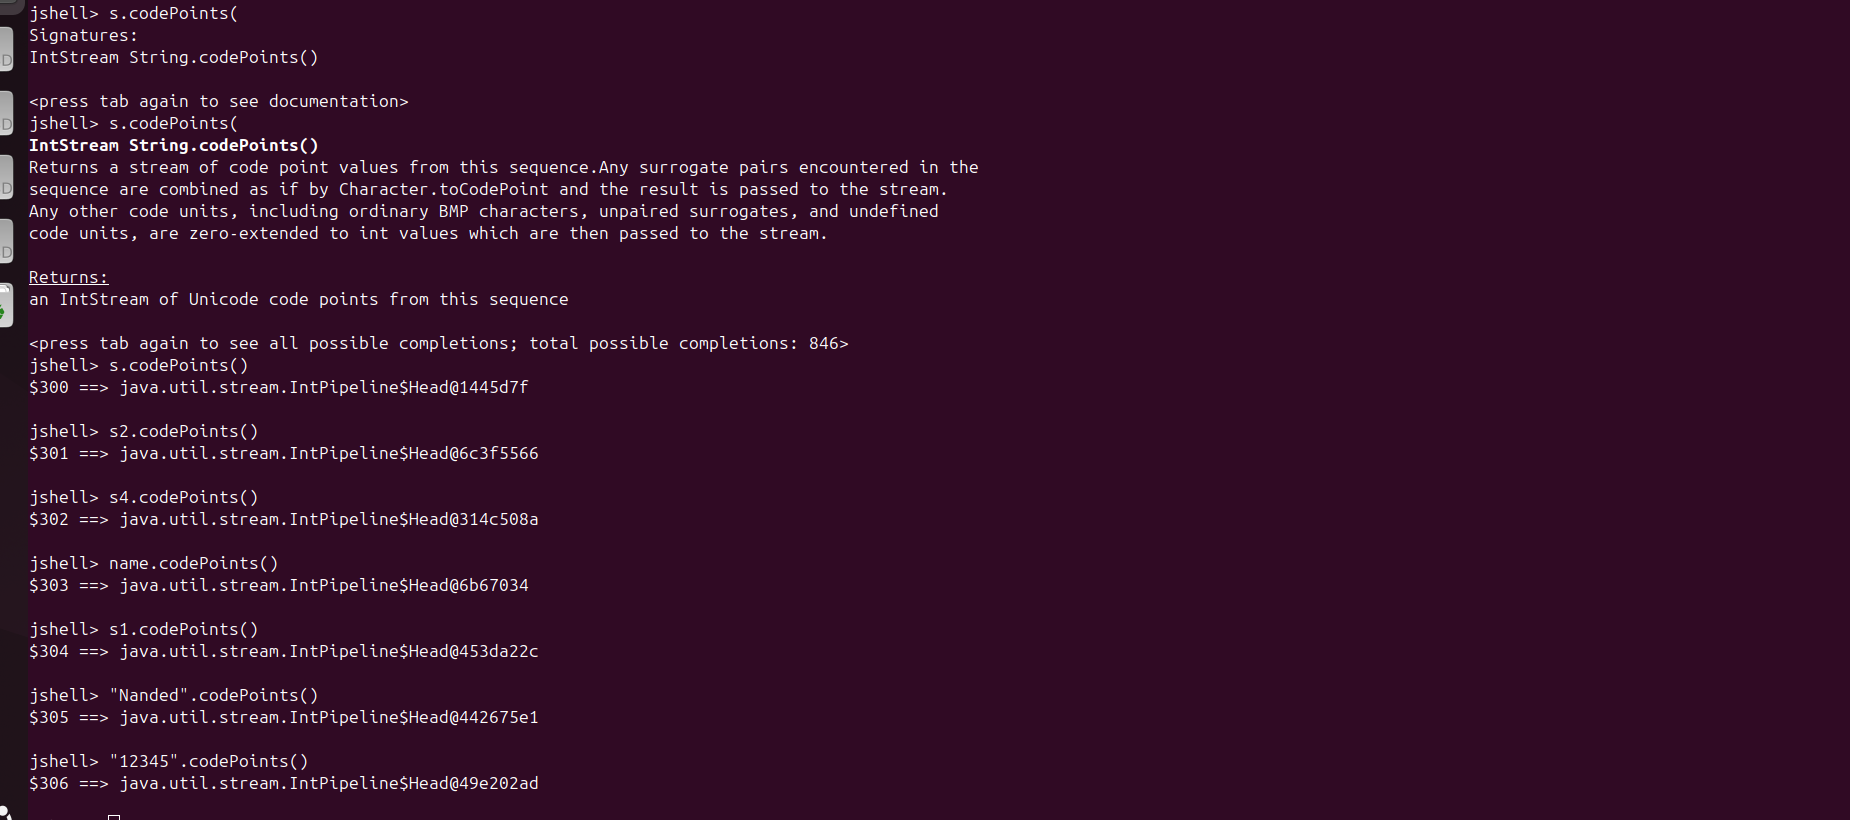 jshell> s.codePoints(
Signatures:
IntStream String.codePoints()
<press tab again to see documentation>
jshell> s.codePoints(
IntStream String.codePoints()
Returns a stream of code point values from this sequence.Any surrogate pairs encountered in the
sequence are combined as if by Character.toCodePoint and the result is passed to the stream.
Any other code units, including ordinary BMP characters, unpaired surrogates, and undefined
code units, are zero-extended to int values which are then passed to the stream.
Returns:
an IntStream of Unicode code points from this sequence
<press tab again to see all possible completions; total possible completions: 846>
jshell> s.codePoints()
$300 ==> java.util.stream.IntPipeline$Head@1445d7f
jshell> s2.codePoints()
$301 ==> java.util.stream.IntPipeline$Head@6c3f5566
jshell> s4.codePoints()
$302 ==> java.util.stream.IntPipeline$Head@314c508a
jshell> name.codePoints()
$303 ==> java.util.stream.IntPipeline$Head@6b67034
jshell> s1.codePoints()
$304 ==> java.util.stream.IntPipeline$Head@453da22c
jshell> "Nanded".codePoints()
$305 ==> java.util.stream.IntPipeline$Head@442675e1
jshell> "12345".codePoints()
$306 ==> java.util.stream.IntPipeline$Head@49e202ad
D
D
D
D